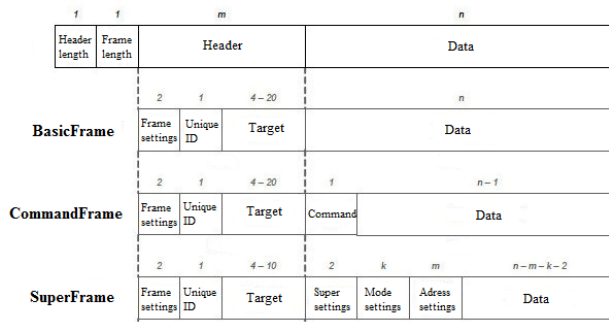 1 1 m n
Header length Frame length Header Data
2 1 4 – 20 n
BasicFrame Frame settings Unique ID Target Data
2 1 4 – 20 1 n – 1
CommandFrame Frame settings Unique ID Target Command Data
2 1 4 – 10 2 k m n – m – k – 2
SuperFrame Frame settings Unique ID Target Super settings Mode settings Adress settings Data